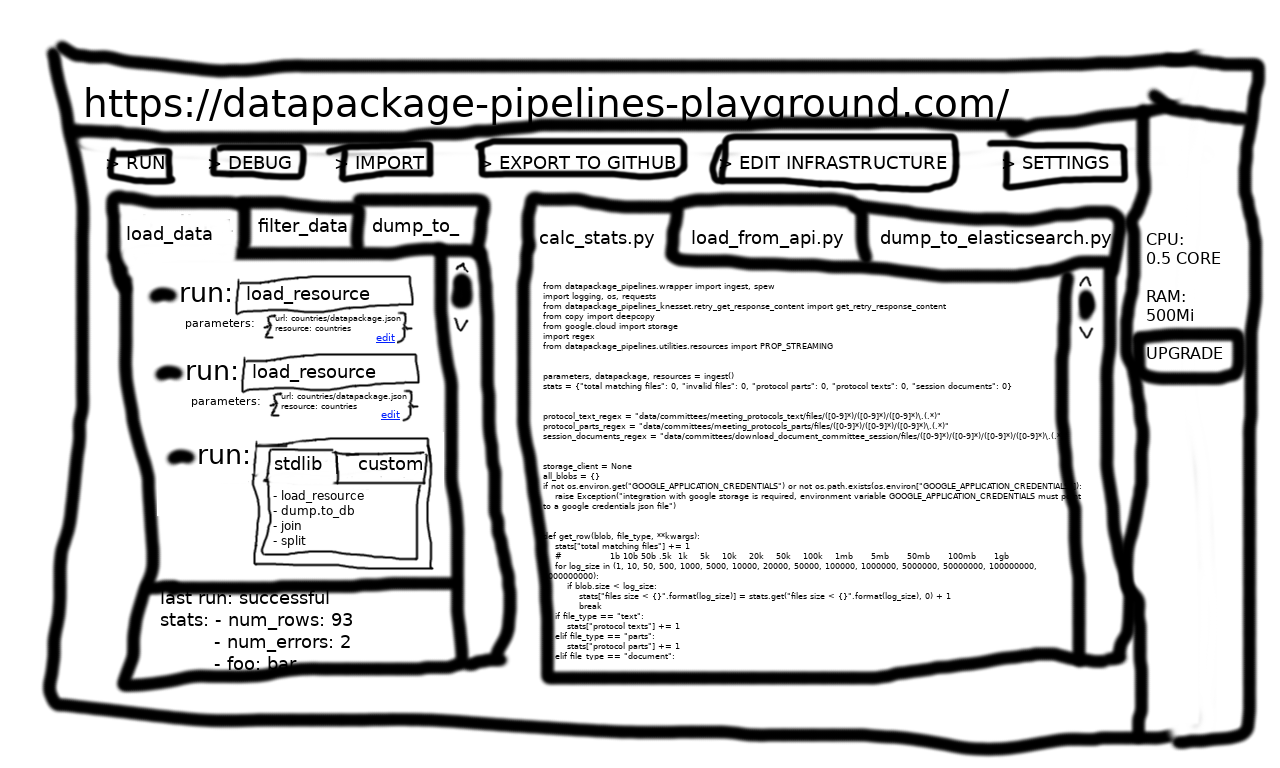 https://datapackage-pipelines-playground.com/
> RUN
> DEBUG
> IMPORT
> EXPORT TO GITHUB
> EDIT INFRASTRUCTURE
> SETTINGS
load_data
filter_data
dump_to_
run:
load_resource
parameters:
url: countries/datapackage.json
resource: countries
edit
run:
load_resource
parameters:
url: countries/datapackage.json
resource: countries
edit
run:
stdlib
custom
- load_resource
- dump.to_db
- join
- split
last run: successful
stats: - num_rows: 93
- num_errors: 2
- foo: bar
calc_stats.py
load_from_api.py
dump_to_elasticsearch.py
from datapackage_pipelines.wrapper import ingest, spew
import logging, os, requests
from datapackage_pipelines_knesset.retry_get_response_content import get_retry_response_content
from copy import deepcopy
from google.cloud import storage
import regex
from datapackage_pipelines.utilities.resources import PROP_STREAMING
parameters, datapackage, resources = ingest()
stats = {"total matching files": 0, "invalid files": 0, "protocol parts": 0, "protocol texts": 0, "session documents": 0}
protocol_text_regex = "data/committees/meeting_protocols_text/files/([0-9]*)/([0-9]*)/([0-9]*)\.(.*)"
protocol_parts_regex = "data/committees/meeting_protocols_parts/files/([0-9]*)/([0-9]*)/([0-9]*)\.(.*)"
session_documents_regex = "data/committees/download_document_committee_session/files/([0-9]*)/([0-9]*)/([0-9]*)/([0-9]*)\.(.*)"
storage_client = None
all_blobs = {}
if not os.environ.get("GOOGLE_APPLICATION_CREDENTIALS") or not os.path.exists(os.environ["GOOGLE_APPLICATION_CREDENTIALS"]):
raise Exception("integration with google storage is required, environment variable GOOGLE_APPLICATION_CREDENTIALS must point
to a google credentials json file")
def get_row(blob, file_type, **kwargs):
stats["total matching files"] += 1
# 1b 10b 50b .5k 1k 5k 10k 20k 50k 100k 1mb 5mb 50mb 100mb 1gb
for log_size in (1, 10, 50, 500, 1000, 5000, 10000, 20000, 50000, 100000, 1000000, 5000000, 50000000, 100000000,
1000000000):
if blob.size < log_size:
stats["files size < {}".format(log_size)] = stats.get("files size < {}".format(log_size), 0) + 1
break
if file_type == "text":
stats["protocol texts"] += 1
elif file_type == "parts":
stats["protocol parts"] += 1
elif file_type == "document":
CPU:
0.5 CORE
RAM:
500Mi
UPGRADE